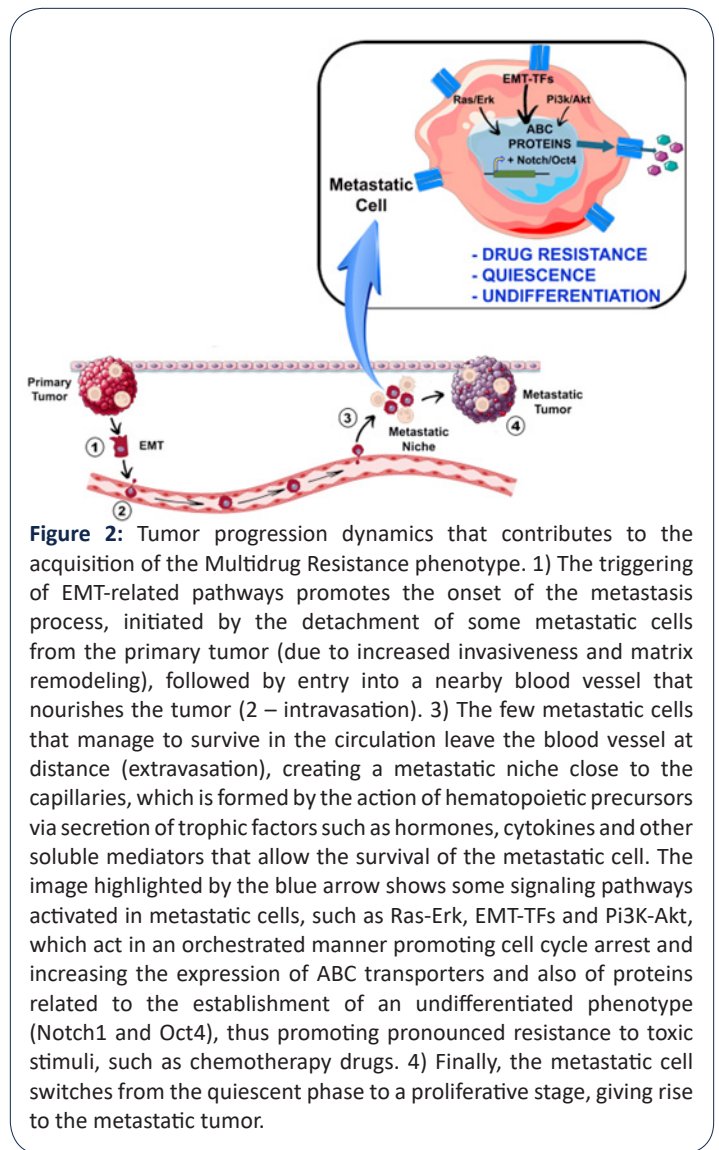 EMT-TFs
Ras/Erk
Pi3k/Akt
ABC
PROTEINS
+ Notch/Oct4
Metastatic
Cell
- DRUG RESISTANCE
- QUIESCENCE
- UNDIFFERENTIATION
Primary
Tumor
1
EMT
2
3
Metastatic
Niche
Metastatic
Tumor
4
Figure 2: Tumor progression dynamics that contributes to the
acquisition of the Multidrug Resistance phenotype. 1) The triggering
of EMT-related pathways promotes the onset of the metastasis
process, initiated by the detachment of some metastatic cells
from the primary tumor (due to increased invasiveness and matrix
remodeling), followed by entry into a nearby blood vessel that
nourishes the tumor (2 – intravasation). 3) The few metastatic cells
that manage to survive in the circulation leave the blood vessel at
distance (extravasation), creating a metastatic niche close to the
capillaries, which is formed by the action of hematopoietic precursors
via secretion of trophic factors such as hormones, cytokines and other
soluble mediators that allow the survival of the metastatic cell. The
image highlighted by the blue arrow shows some signaling pathways
activated in metastatic cells, such as Ras-Erk, EMT-TFs and Pi3K-Akt,
which act in an orchestrated manner promoting cell cycle arrest and
increasing the expression of ABC transporters and also of proteins
related to the establishment of an undifferentiated phenotype
(Notch1 and Oct4), thus promoting pronounced resistance to toxic
stimuli, such as chemotherapy drugs. 4) Finally, the metastatic cell
switches from the quiescent phase to a proliferative stage, giving rise
to the metastatic tumor.